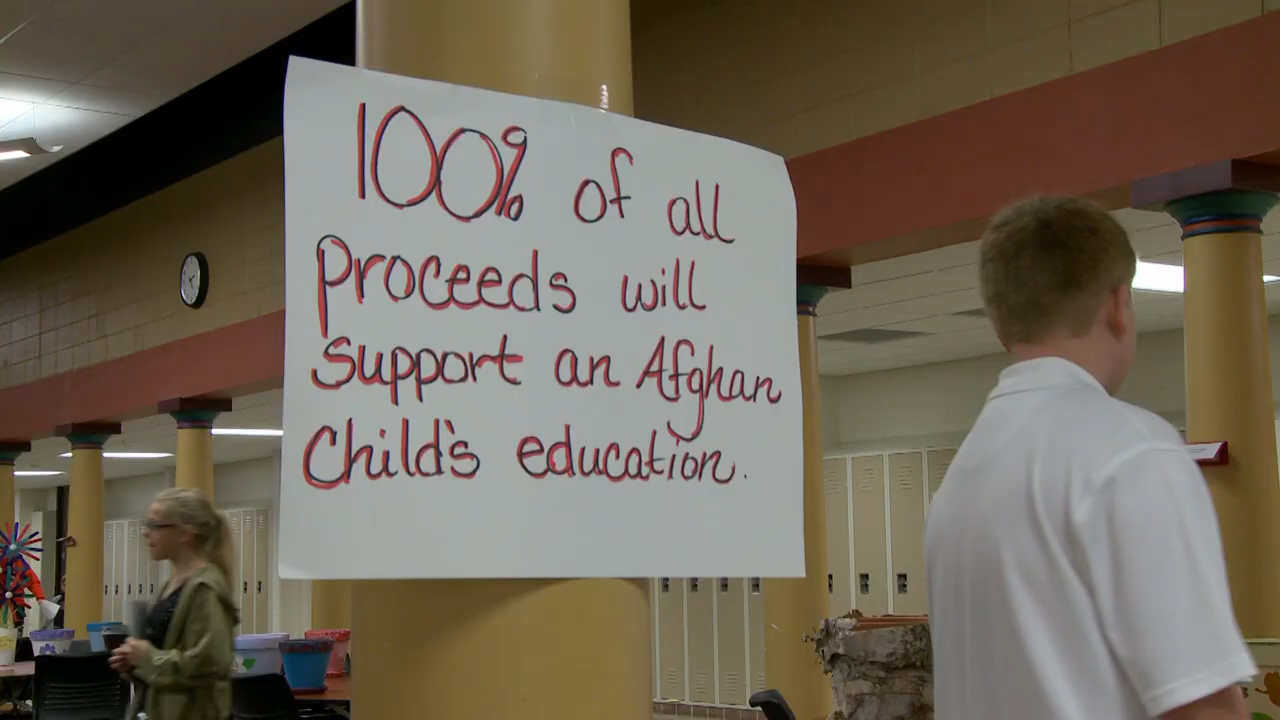 100% of all
proceeds will
support an Afghan
Child's education.